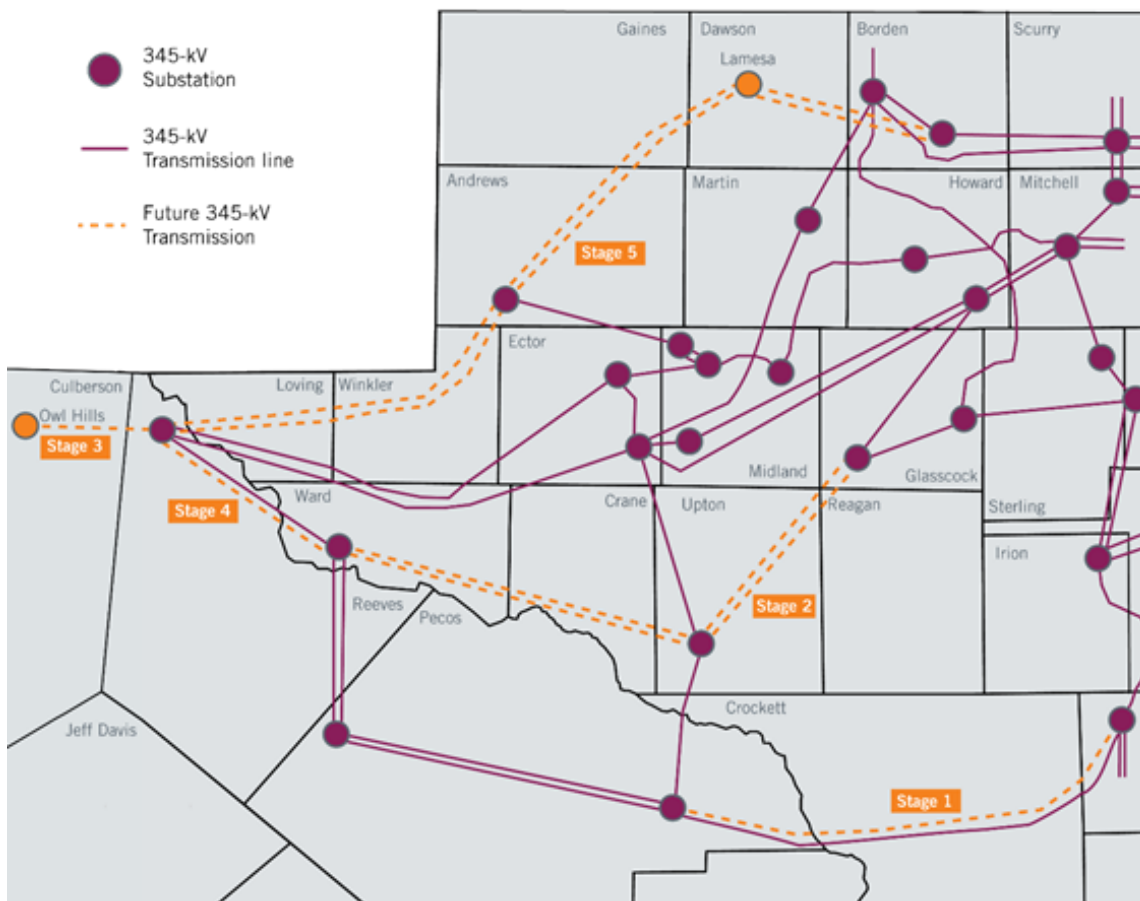 345-kV
Substation
345-kV
Transmission line
Future 345-kV
Transmission
Gaines
Dawson
Lamesa
Borden
Scurry
Andrews
Martin
Howard
Mitchell
Stage 5
Ector
Culberson
Loving
Winkler
Owl Hills
Stage 3
Midland
Glasscock
Ward
Crane
Upton
Reagan
Sterling
Stage 4
Irion
Reeves
Pecos
Stage 2
Crockett
Jeff Davis
Stage 1